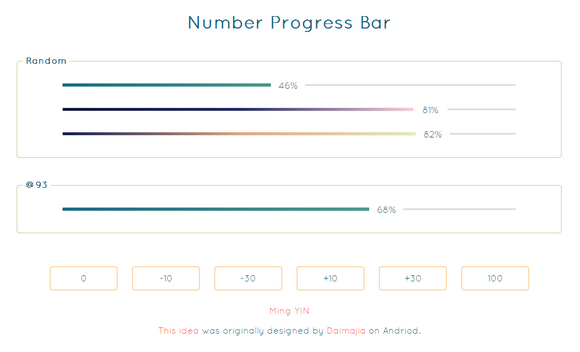 Number Progress Bar
Random
46%
81%
82%
@ 93
68%
0 -10 -30 +10 +30 100
Ming YIN
This idea was originally designed by Daimajia on Andriod.